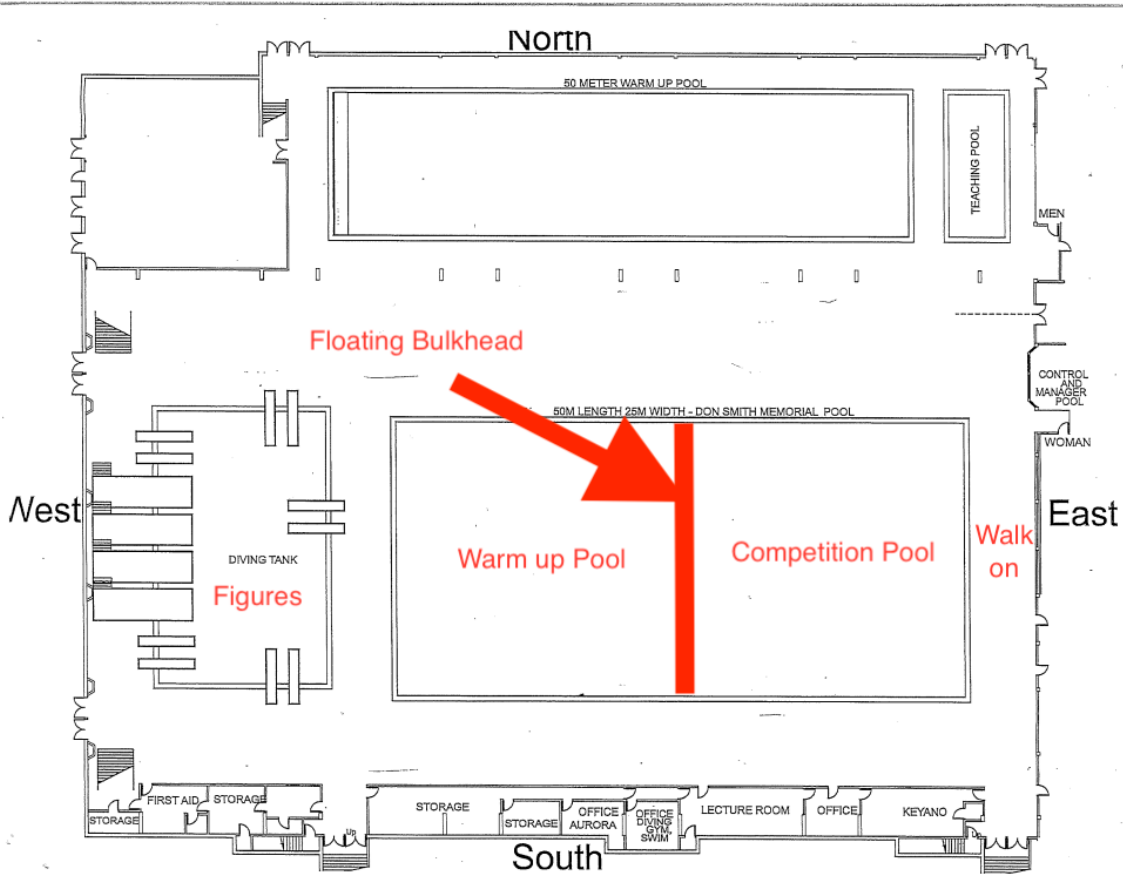 North
50 METER WARM UP POOL
TEACHING POOL
MEN
Floating Bulkhead
CONTROL
AND
MANAGER
POOL
50M LENGTH 25M WIDTH - DON SMITH MEMORIAL POOL
WOMAN
West
East
Walk
on
Warm up Pool
Competition Pool
DIVING TANK
Figures
FIRST AID
STORAGE
STORAGE
STORAGE
STORAGE
OFFICE
AURORA
OFFICE
DIVING
GYM,
SWIM
LECTURE ROOM
OFFICE
KEYANO
Up
South